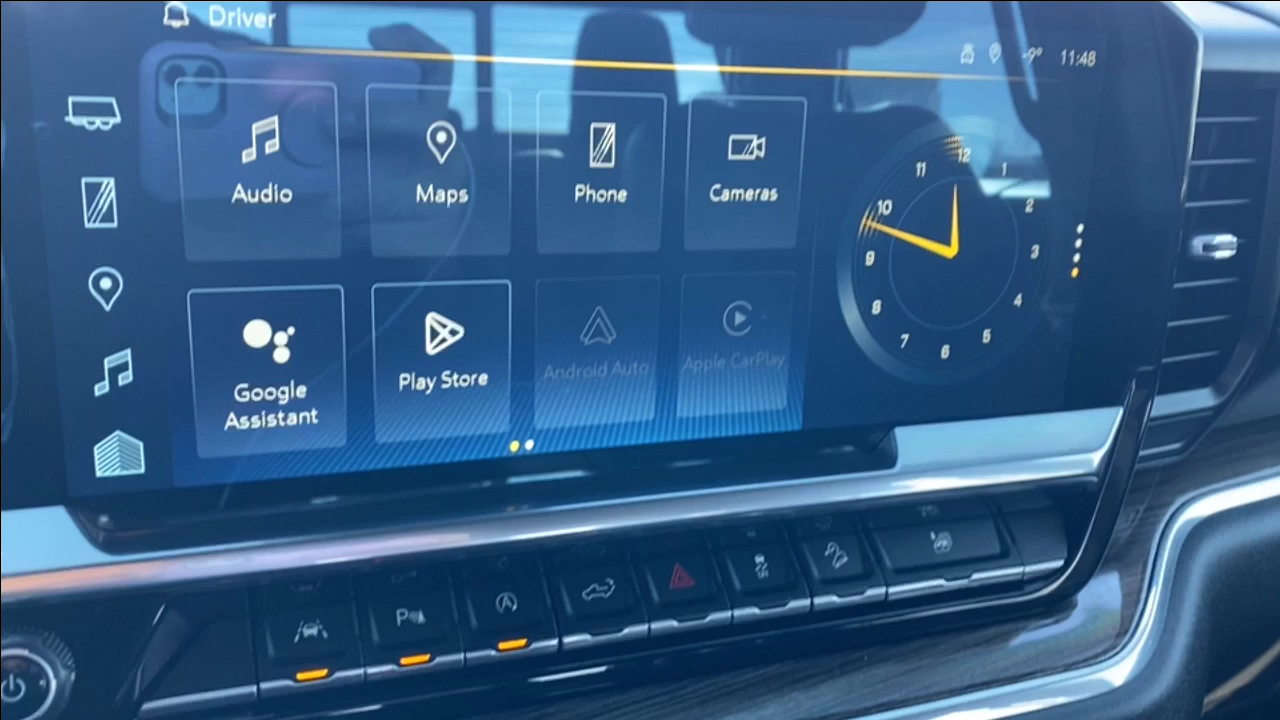 Driver
-9° 11:48
Audio
Maps
Phone
Cameras
Google
Assistant
Play Store
Android Auto
Apple CarPlay
12
1
2
3
4
5
6
7
8
9
10
11
P
A